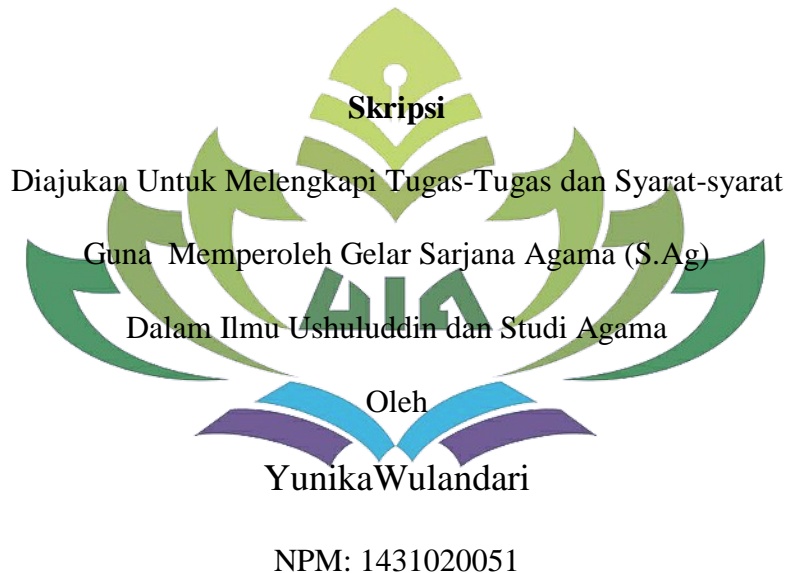 Skripsi
Diajukan Untuk Melengkapi Tugas-Tugas dan Syarat-syarat
Guna Memperoleh Gelar Sarjana Agama (S.Ag)
UIN
Dalam Ilmu Ushuluddin dan Studi Agama
Oleh
YunikaWulandari
NPM: 1431020051